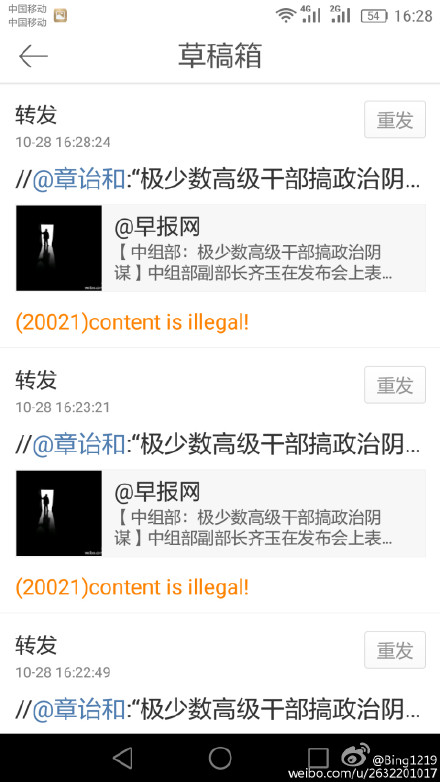 中国移动
中国移动
4G
2G
54
16:28
草稿箱
转发
重发
10-28 16:28:24
//@章诒和:“极少数高级干部搞政治阴...
@早报网
【中组部：极少数高级干部搞政治阴
谋】中组部副部长齐玉在发布会上表...
weibo.com
(20021)content is illegal!
转发
重发
10-28 16:23:21
//@章诒和:“极少数高级干部搞政治阴...
@早报网
【中组部：极少数高级干部搞政治阴
谋】中组部副部长齐玉在发布会上表...
weibo.com
(20021)content is illegal!
转发
重发
10-28 16:22:49
//@章诒和:“极少数高级干部搞政治阴...
@Bing1219
weibo.com/u/2632201017